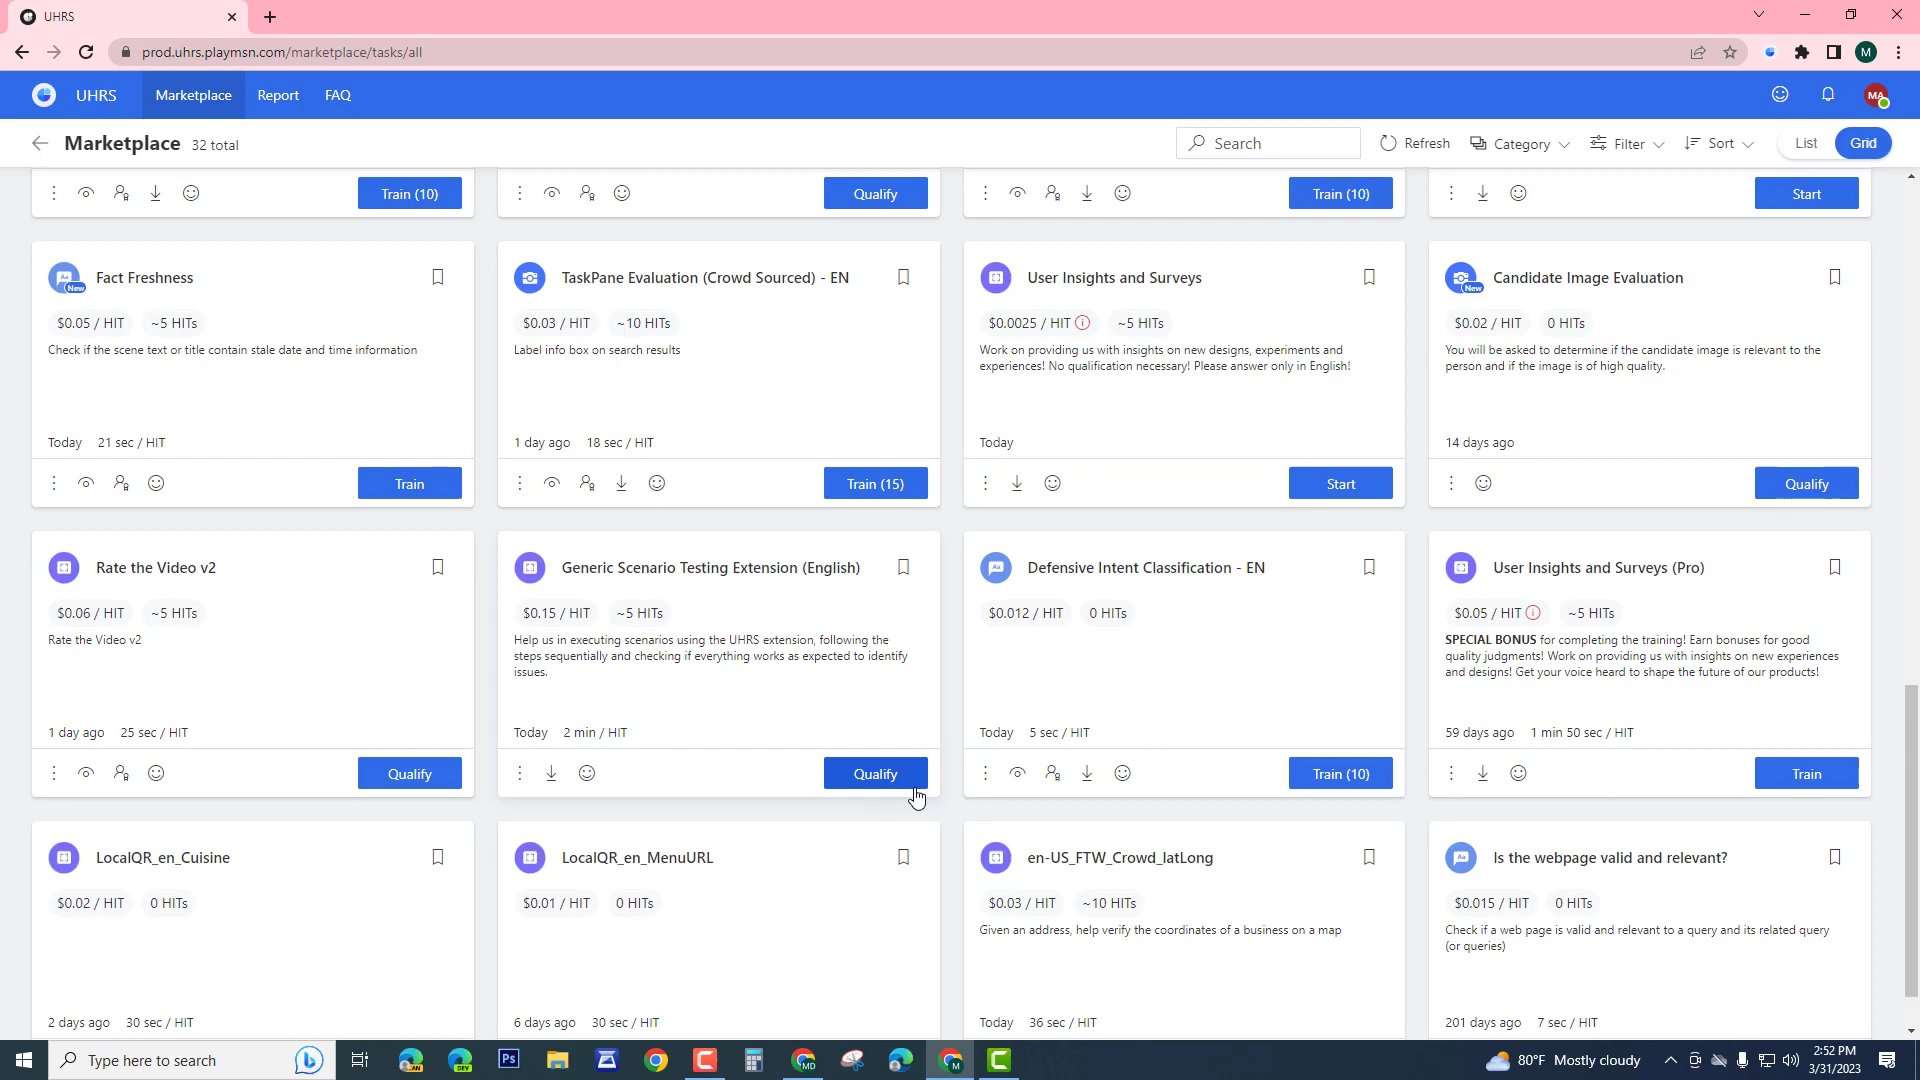 UHRS
prod.uhrs.playmsn.com/marketplace/tasks/all
M
UHRS
Marketplace
Report
FAQ
MA
Marketplace 32 total
Search
Refresh
Category
Filter
Sort
List
Grid
Train (10)
Qualify
Train (10)
Start
New
Fact Freshness
$0.05 / HIT ~5 HITs
Check if the scene text or title contain stale date and time information
Today 21 sec / HIT
Train
TaskPane Evaluation (Crowd Sourced) - EN
$0.03 / HIT ~10 HITs
Label info box on search results
1 day ago 18 sec / HIT
Train (15)
User Insights and Surveys
$0.0025 / HIT ~5 HITs
Work on providing us with insights on new designs, experiments and
experiences! No qualification necessary! Please answer only in English!
Today
Start
New
Candidate Image Evaluation
$0.02 / HIT 0 HITs
You will be asked to determine if the candidate image is relevant to the
person and if the image is of high quality.
14 days ago
Qualify
Rate the Video v2
$0.06 / HIT ~5 HITs
Rate the Video v2
1 day ago 25 sec / HIT
Qualify
Generic Scenario Testing Extension (English)
$0.15 / HIT ~5 HITs
Help us in executing scenarios using the UHRS extension, following the
steps sequentially and checking if everything works as expected to identify
issues.
Today 2 min / HIT
Qualify
Defensive Intent Classification - EN
$0.012 / HIT 0 HITs
Today 5 sec / HIT
Train (10)
User Insights and Surveys (Pro)
$0.05 / HIT ~5 HITs
SPECIAL BONUS for completing the training! Earn bonuses for good
quality judgments! Work on providing us with insights on new experiences
and designs! Get your voice heard to shape the future of our products!
59 days ago 1 min 50 sec / HIT
Train
LocalQR_en_Cuisine
$0.02 / HIT 0 HITs
2 days ago 30 sec / HIT
LocalQR_en_MenuURL
$0.01 / HIT 0 HITs
6 days ago 30 sec / HIT
en-US_FTW_Crowd_latLong
$0.03 / HIT ~10 HITs
Given an address, help verify the coordinates of a business on a map
Today 36 sec / HIT
Is the webpage valid and relevant?
$0.015 / HIT 0 HITs
Check if a web page is valid and relevant to a query and its related query
(or queries)
201 days ago 7 sec / HIT
Type here to search
CAN
DEV
Ps
MD
M
80°F Mostly cloudy
2:52 PM
3/31/2023